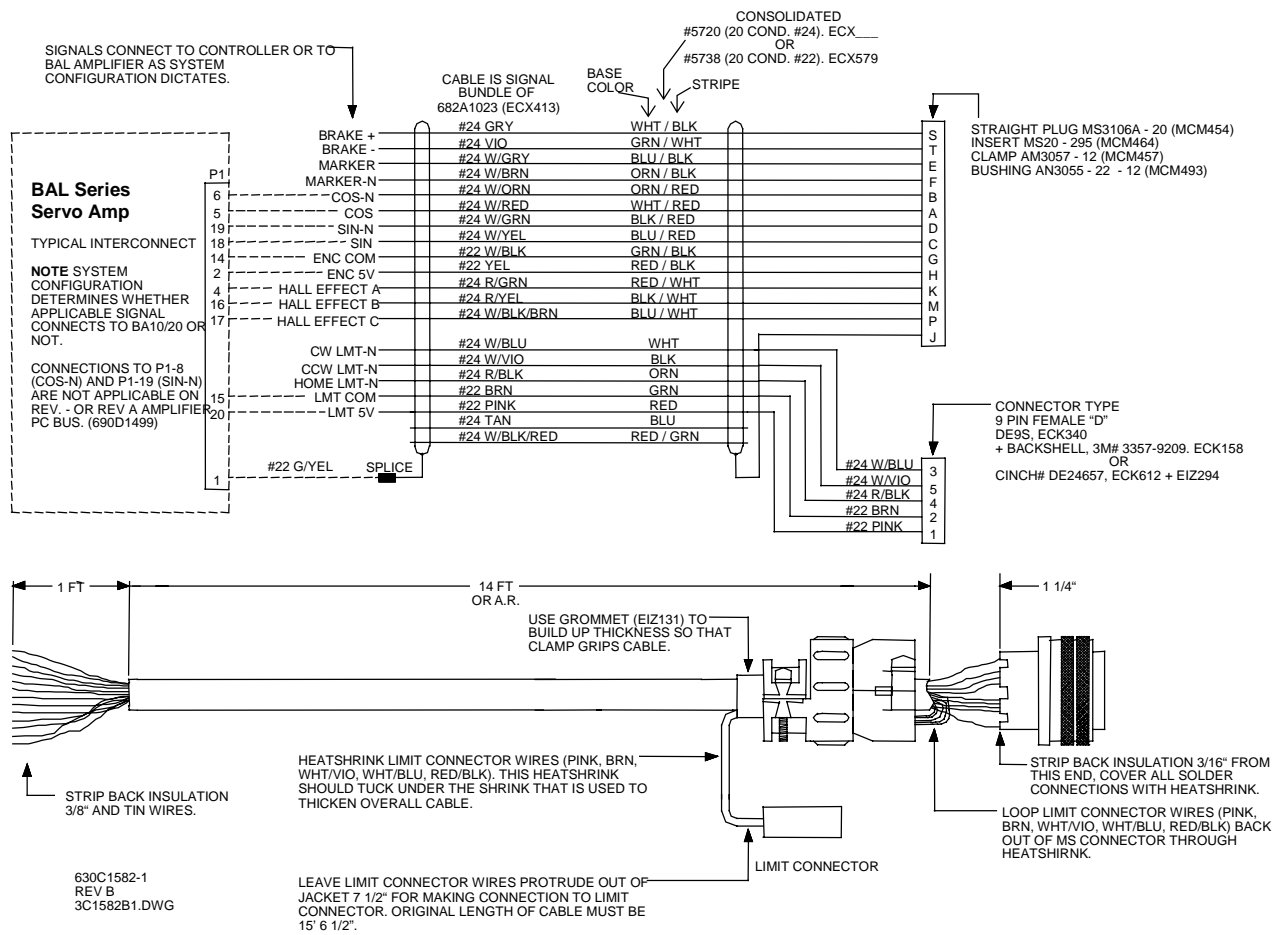 CONSOLIDATED
#5720 (20 COND. #24). ECX___
OR
#5738 (20 COND. #22). ECX579
SIGNALS CONNECT TO CONTROLLER OR TO
BAL AMPLIFIER AS SYSTEM
CONFIGURATION DICTATES.
CABLE IS SIGNAL
BUNDLE OF
682A1023 (ECX413)
BASE
COLOR
STRIPE
BRAKE + #24 GRY WHT / BLK S
BRAKE - #24 VIO GRN / WHT T
MARKER #24 W/GRY BLU / BLK E
MARKER-N #24 W/BRN ORN / BLK F
6 COS-N #24 W/ORN ORN / RED B
5 COS #24 W/RED WHT / RED A
19 SIN-N #24 W/GRN BLK / RED D
18 SIN #24 W/YEL BLU / RED C
14 ENC COM #22 W/BLK GRN / BLK G
2 ENC 5V #22 YEL RED / BLK H
4 HALL EFFECT A #24 R/GRN RED / WHT K
16 HALL EFFECT B #24 R/YEL BLK / WHT M
17 HALL EFFECT C #24 W/BLK/BRN BLU / WHT P
J
CW LMT-N #24 W/BLU WHT
CCW LMT-N #24 W/VIO BLK
HOME LMT-N #24 R/BLK ORN
15 LMT COM #22 BRN GRN
20 LMT 5V #22 PINK RED
#24 TAN BLU
#24 W/BLK/RED RED / GRN
1 #22 G/YEL SPLICE
P1
BAL Series
Servo Amp
TYPICAL INTERCONNECT
NOTE SYSTEM
CONFIGURATION
DETERMINES WHETHER
APPLICABLE SIGNAL
CONNECTS TO BA10/20 OR
NOT.
CONNECTIONS TO P1-8
(COS-N) AND P1-19 (SIN-N)
ARE NOT APPLICABLE ON
REV. - OR REV A AMPLIFIER
PC BUS. (690D1499)
STRAIGHT PLUG MS3106A - 20 (MCM454)
INSERT MS20 - 295 (MCM464)
CLAMP AM3057 - 12 (MCM457)
BUSHING AN3055 - 22 - 12 (MCM493)
CONNECTOR TYPE
9 PIN FEMALE "D"
DE9S, ECK340
+ BACKSHELL, 3M# 3357-9209. ECK158
OR
CINCH# DE24657, ECK612 + EIZ294
#24 W/BLU 3
#24 W/VIO 5
#24 R/BLK 4
#22 BRN 2
#22 PINK 1
1 FT
14 FT
OR A.R.
1 1/4"
USE GROMMET (EIZ131) TO
BUILD UP THICKNESS SO THAT
CLAMP GRIPS CABLE.
STRIP BACK INSULATION
3/8" AND TIN WIRES.
HEATSHRINK LIMIT CONNECTOR WIRES (PINK, BRN,
WHT/VIO, WHT/BLU, RED/BLK). THIS HEATSHRINK
SHOULD TUCK UNDER THE SHRINK THAT IS USED TO
THICKEN OVERALL CABLE.
STRIP BACK INSULATION 3/16" FROM
THIS END, COVER ALL SOLDER
CONNECTIONS WITH HEATSHRINK.
LOOP LIMIT CONNECTOR WIRES (PINK,
BRN, WHT/VIO, WHT/BLU, RED/BLK) BACK
OUT OF MS CONNECTOR THROUGH
HEATSHIRNK.
LIMIT CONNECTOR
LEAVE LIMIT CONNECTOR WIRES PROTRUDE OUT OF
JACKET 7 1/2" FOR MAKING CONNECTION TO LIMIT
CONNECTOR. ORIGINAL LENGTH OF CABLE MUST BE
15' 6 1/2".
630C1582-1
REV B
3C1582B1.DWG